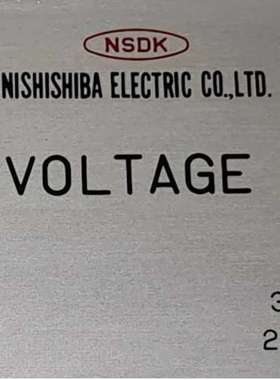 NSDK
NISHISHIBA ELECTRIC CO.,LTD.
VOLTAGE
3
2